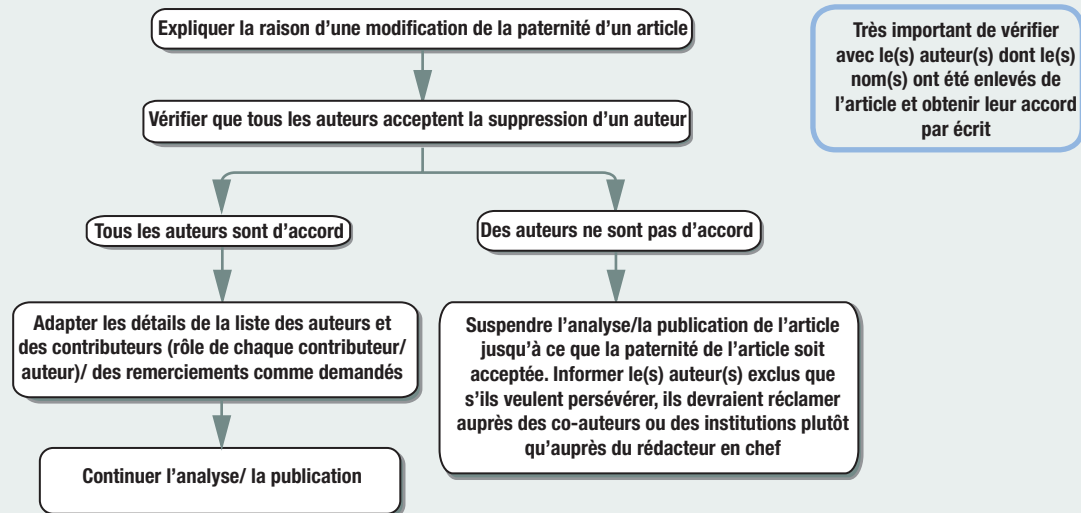 Expliquer la raison d’une modification de la paternité d’un article
Très important de vérifier
avec le(s) auteur(s) dont le(s)
nom(s) ont été enlevés de
l’article et obtenir leur accord
par écrit
Vérifier que tous les auteurs acceptent la suppression d’un auteur
Tous les auteurs sont d’accord
Des auteurs ne sont pas d’accord
Adapter les détails de la liste des auteurs et
des contributeurs (rôle de chaque contributeur/
auteur)/ des remerciements comme demandés
Suspendre l’analyse/la publication de l’article
jusqu’à ce que la paternité de l’article soit
acceptée. Informer le(s) auteur(s) exclus que
s’ils veulent persévérer, ils devraient réclamer
auprès des co-auteurs ou des institutions plutôt
qu’auprès du rédacteur en chef
Continuer l’analyse/ la publication